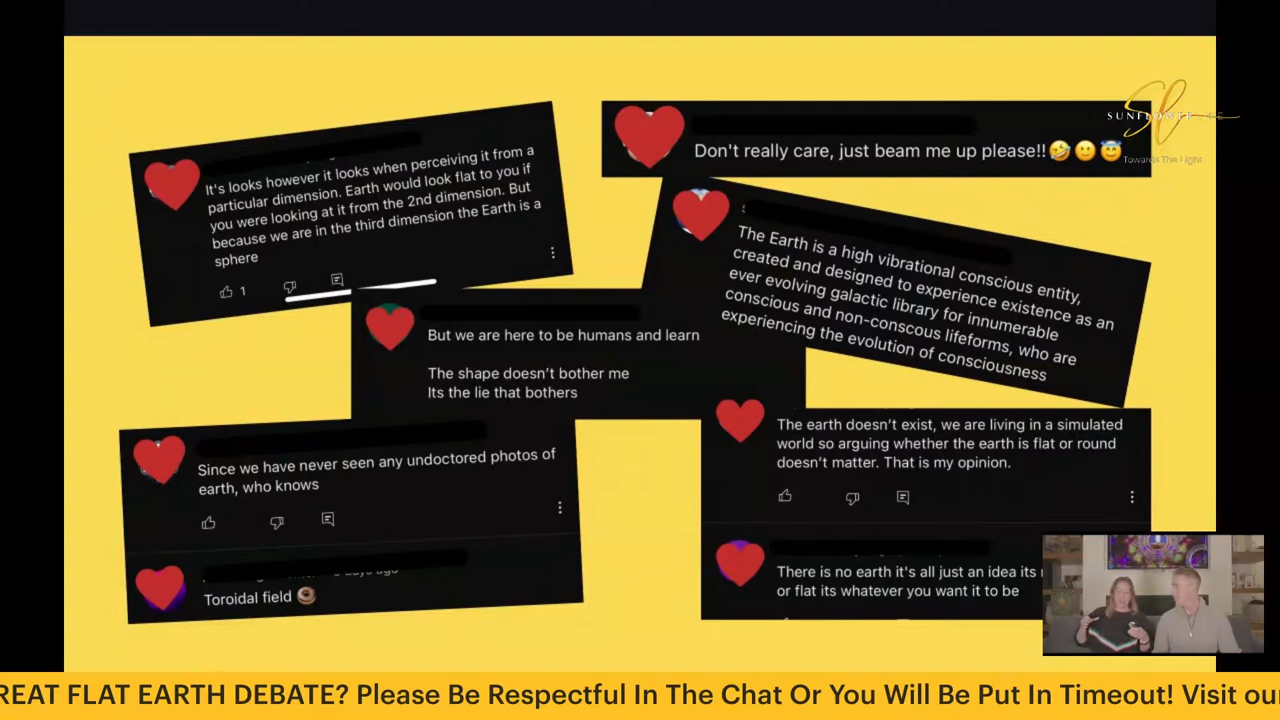 SUNFLOWER
Towards The Light
It's looks however it looks when perceiving it from a
particular dimension. Earth would look flat to you if
you were looking at it from the 2nd dimension. But
because we are in the third dimension the Earth is a
sphere
1
Don't really care, just beam me up please!!🤣🙂😇
The Earth is a high vibrational conscious entity,
created and designed to experience existence as an
ever evolving galactic library for innumerable
conscious and non-conscous lifeforms, who are
experiencing the evolution of consciousness
But we are here to be humans and learn
The shape doesn't bother me
Its the lie that bothers
Since we have never seen any undoctored photos of
earth, who knows
days ago
Toroidal field 🍩
The earth doesn't exist, we are living in a simulated
world so arguing whether the earth is flat or round
doesn't matter. That is my opinion.
There is no earth it's all just an idea its
or flat its whatever you want it to be
REAT FLAT EARTH DEBATE? Please Be Respectful In The Chat Or You Will Be Put In Timeout! Visit our